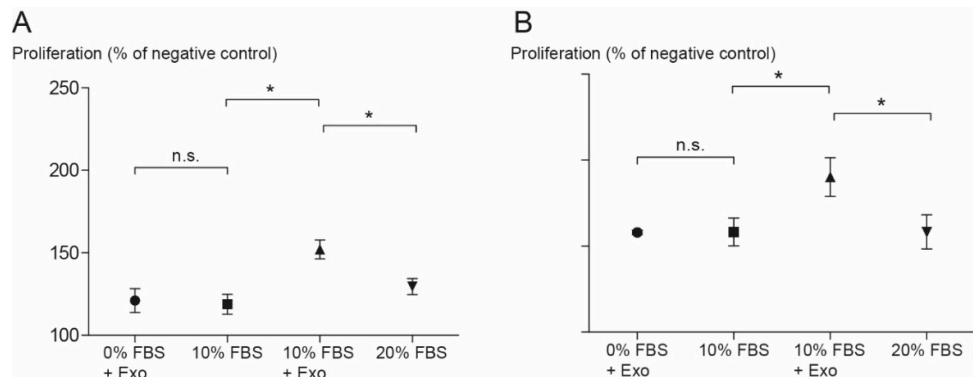 A
Proliferation (% of negative control)
250
200
150
100
*
*
n.s.
0% FBS + Exo
10% FBS
10% FBS + Exo
20% FBS
B
Proliferation (% of negative control)
*
*
n.s.
0% FBS + Exo
10% FBS
10% FBS + Exo
20% FBS